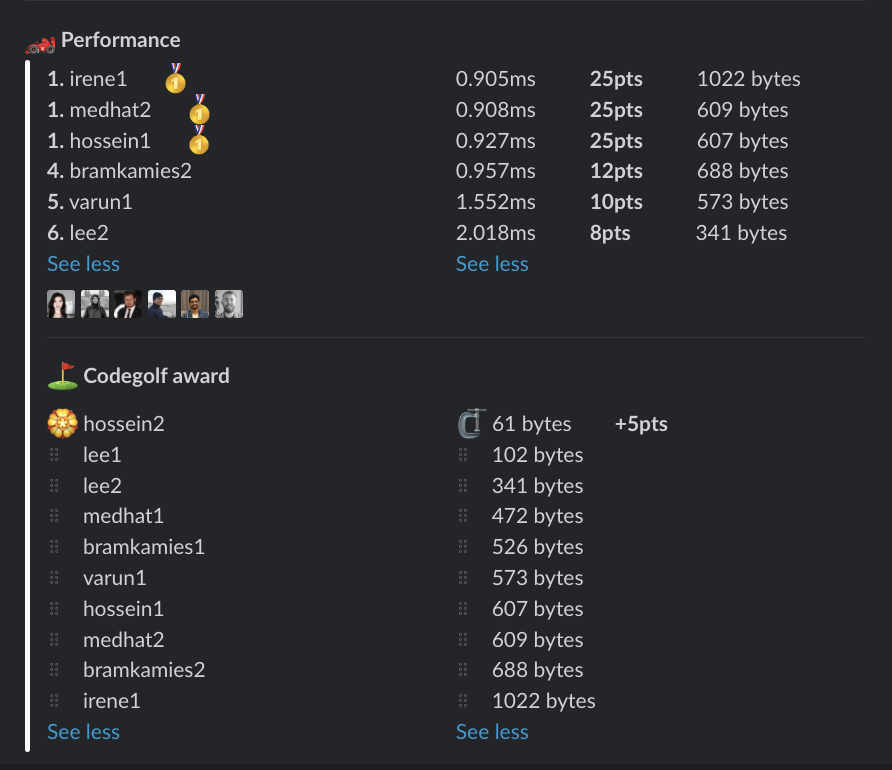 Performance
1. irene1 0.905ms 25pts 1022 bytes
1. medhat2 0.908ms 25pts 609 bytes
1. hossein1 0.927ms 25pts 607 bytes
4. bramkamies2 0.957ms 12pts 688 bytes
5. varun1 1.552ms 10pts 573 bytes
6. lee2 2.018ms 8pts 341 bytes
See less See less
Codegolf award
hossein2 61 bytes +5pts
lee1 102 bytes
lee2 341 bytes
medhat1 472 bytes
bramkamies1 526 bytes
varun1 573 bytes
hossein1 607 bytes
medhat2 609 bytes
bramkamies2 688 bytes
irene1 1022 bytes
See less See less